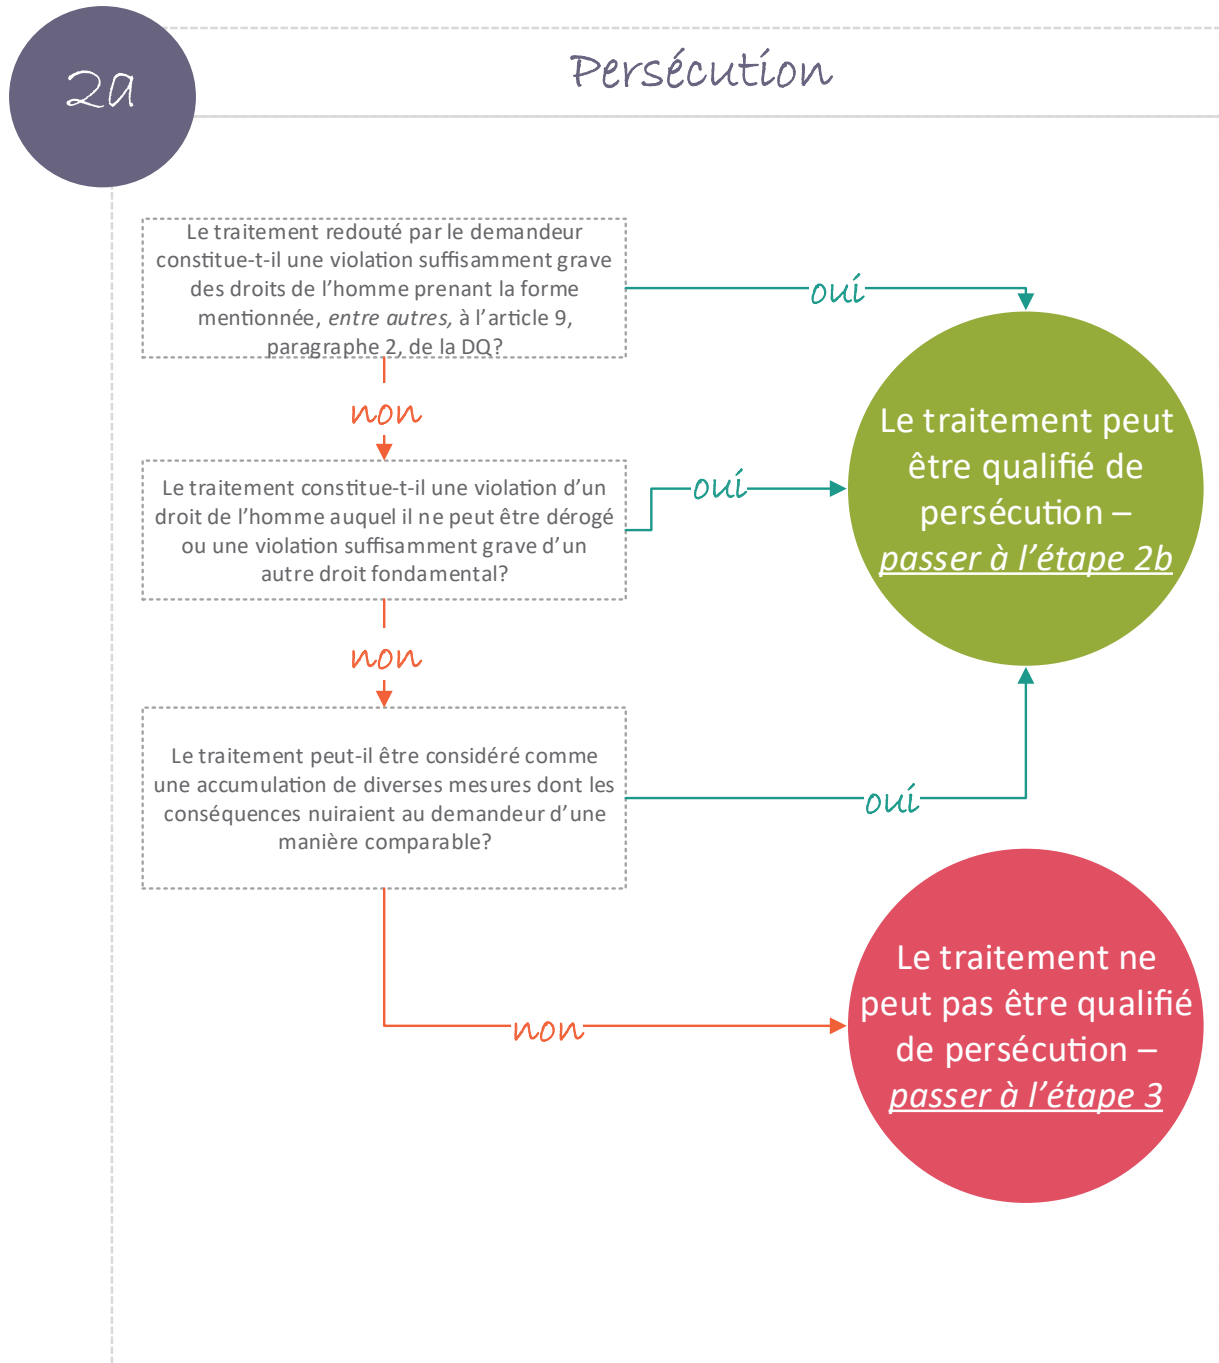 2a
Persécution
Le traitement redouté par le demandeur
constitue-t-il une violation suffisamment grave
des droits de l’homme prenant la forme
mentionnée, entre autres, à l’article 9,
paragraphe 2, de la DQ?
oui
non
Le traitement peut
être qualifié de
persécution –
passer à l’étape 2b
Le traitement constitue-t-il une violation d’un
droit de l’homme auquel il ne peut être dérogé
ou une violation suffisamment grave d’un
autre droit fondamental?
oui
non
Le traitement peut-il être considéré comme
une accumulation de diverses mesures dont les
conséquences nuiraient au demandeur d’une
manière comparable?
oui
non
Le traitement ne
peut pas être qualifié
de persécution –
passer à l’étape 3